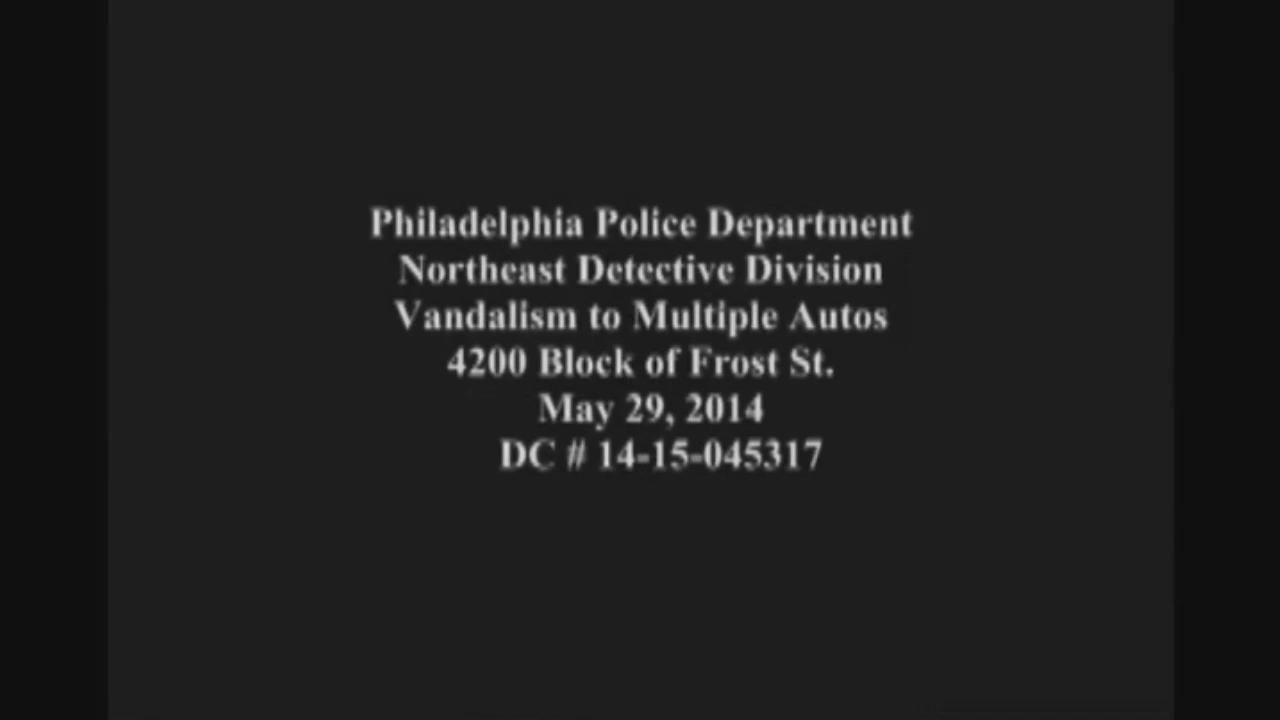 Philadelphia Police Department
Northeast Detective Division
Vandalism to Multiple Autos
4200 Block of Frost St.
May 29, 2014
DC # 14-15-045317